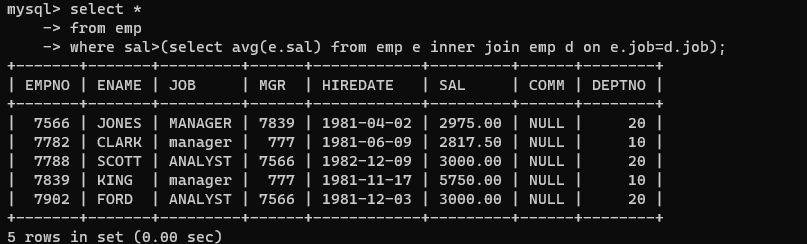 mysql> select *
    -> from emp
    -> where sal>(select avg(e.sal) from emp e inner join emp d on e.job=d.job);
+-------+-------+---------+------+------------+---------+------+--------+
| EMPNO | ENAME | JOB     | MGR  | HIREDATE   | SAL     | COMM | DEPTNO |
+-------+-------+---------+------+------------+---------+------+--------+
|  7566 | JONES | MANAGER | 7839 | 1981-04-02 | 2975.00 | NULL |     20 |
|  7782 | CLARK | manager |  777 | 1981-06-09 | 2817.50 | NULL |     10 |
|  7788 | SCOTT | ANALYST | 7566 | 1982-12-09 | 3000.00 | NULL |     20 |
|  7839 | KING  | manager |  777 | 1981-11-17 | 5750.00 | NULL |     10 |
|  7902 | FORD  | ANALYST | 7566 | 1981-12-03 | 3000.00 | NULL |     20 |
+-------+-------+---------+------+------------+---------+------+--------+
5 rows in set (0.00 sec)